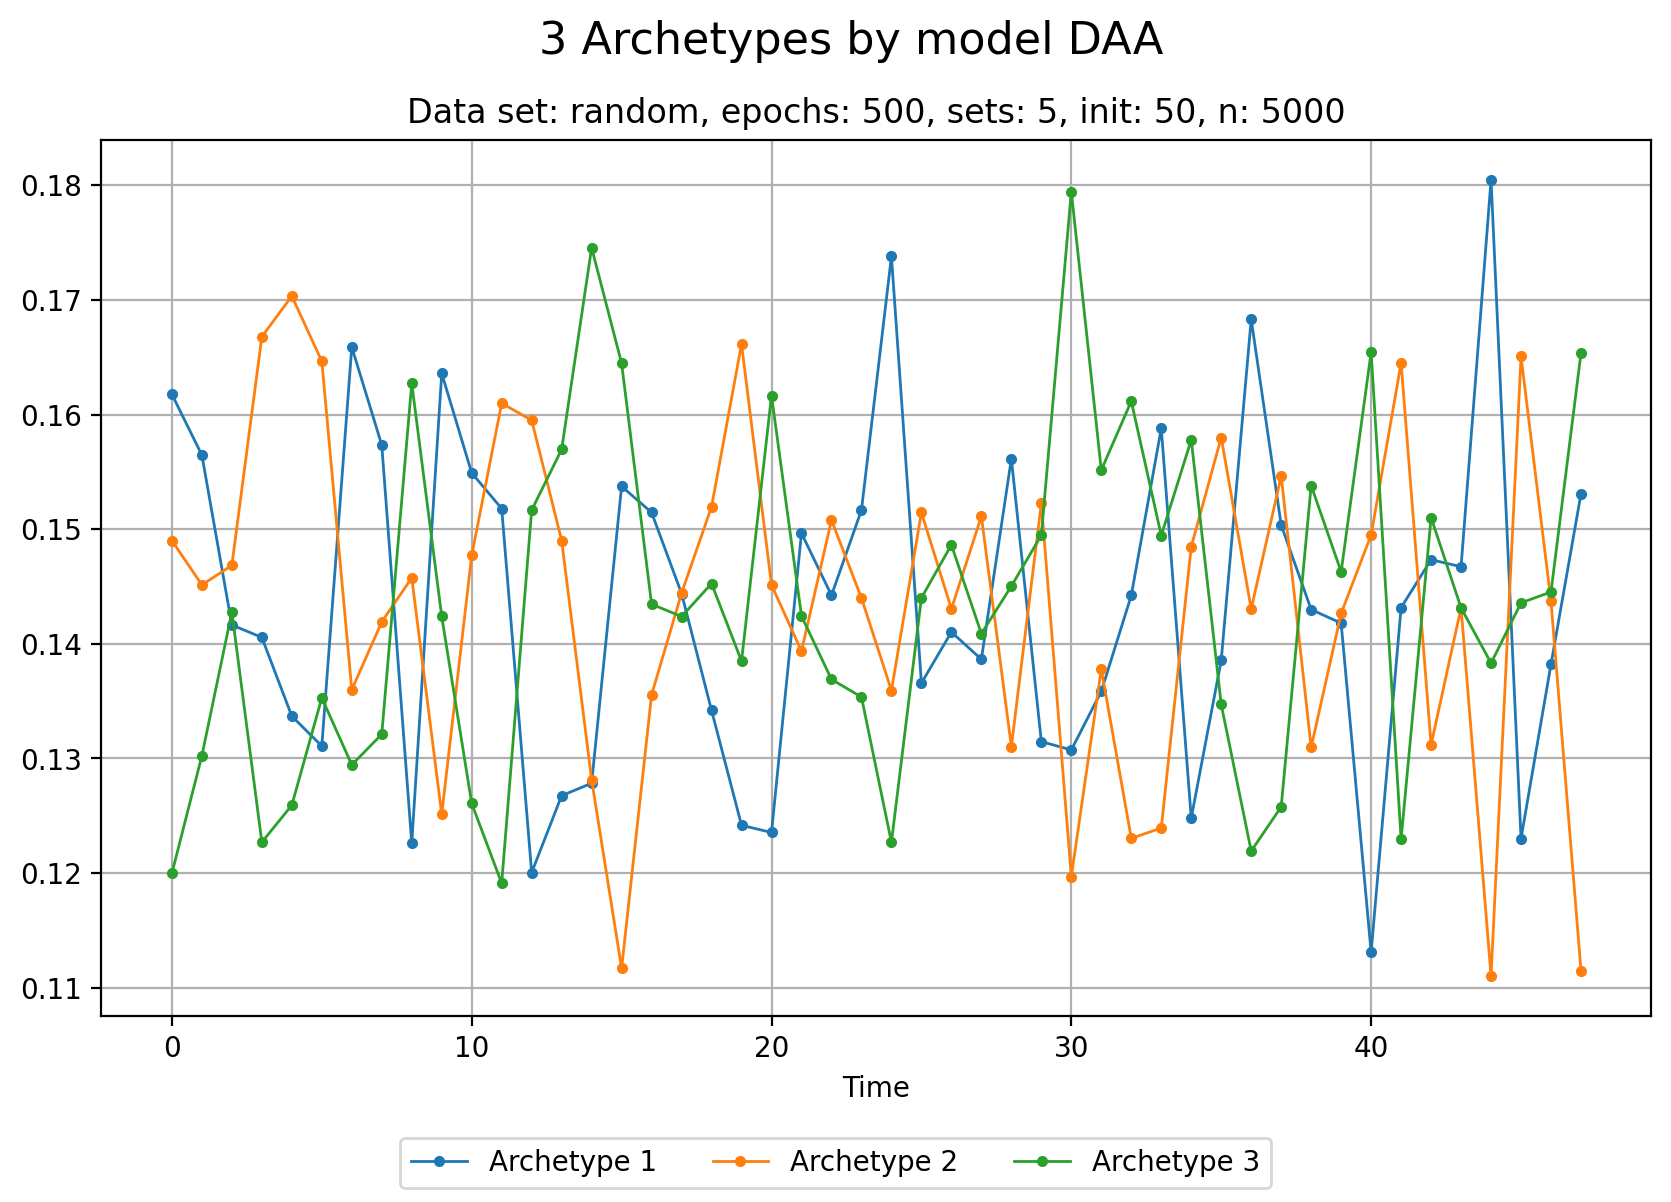 3 Archetypes by model DAA
Data set: random, epochs: 500, sets: 5, init: 50, n: 5000
0.18
0.17
0.16
0.15
0.14
0.13
0.12
0.11
0 10 20 30 40
Time
Archetype 1 Archetype 2 Archetype 3